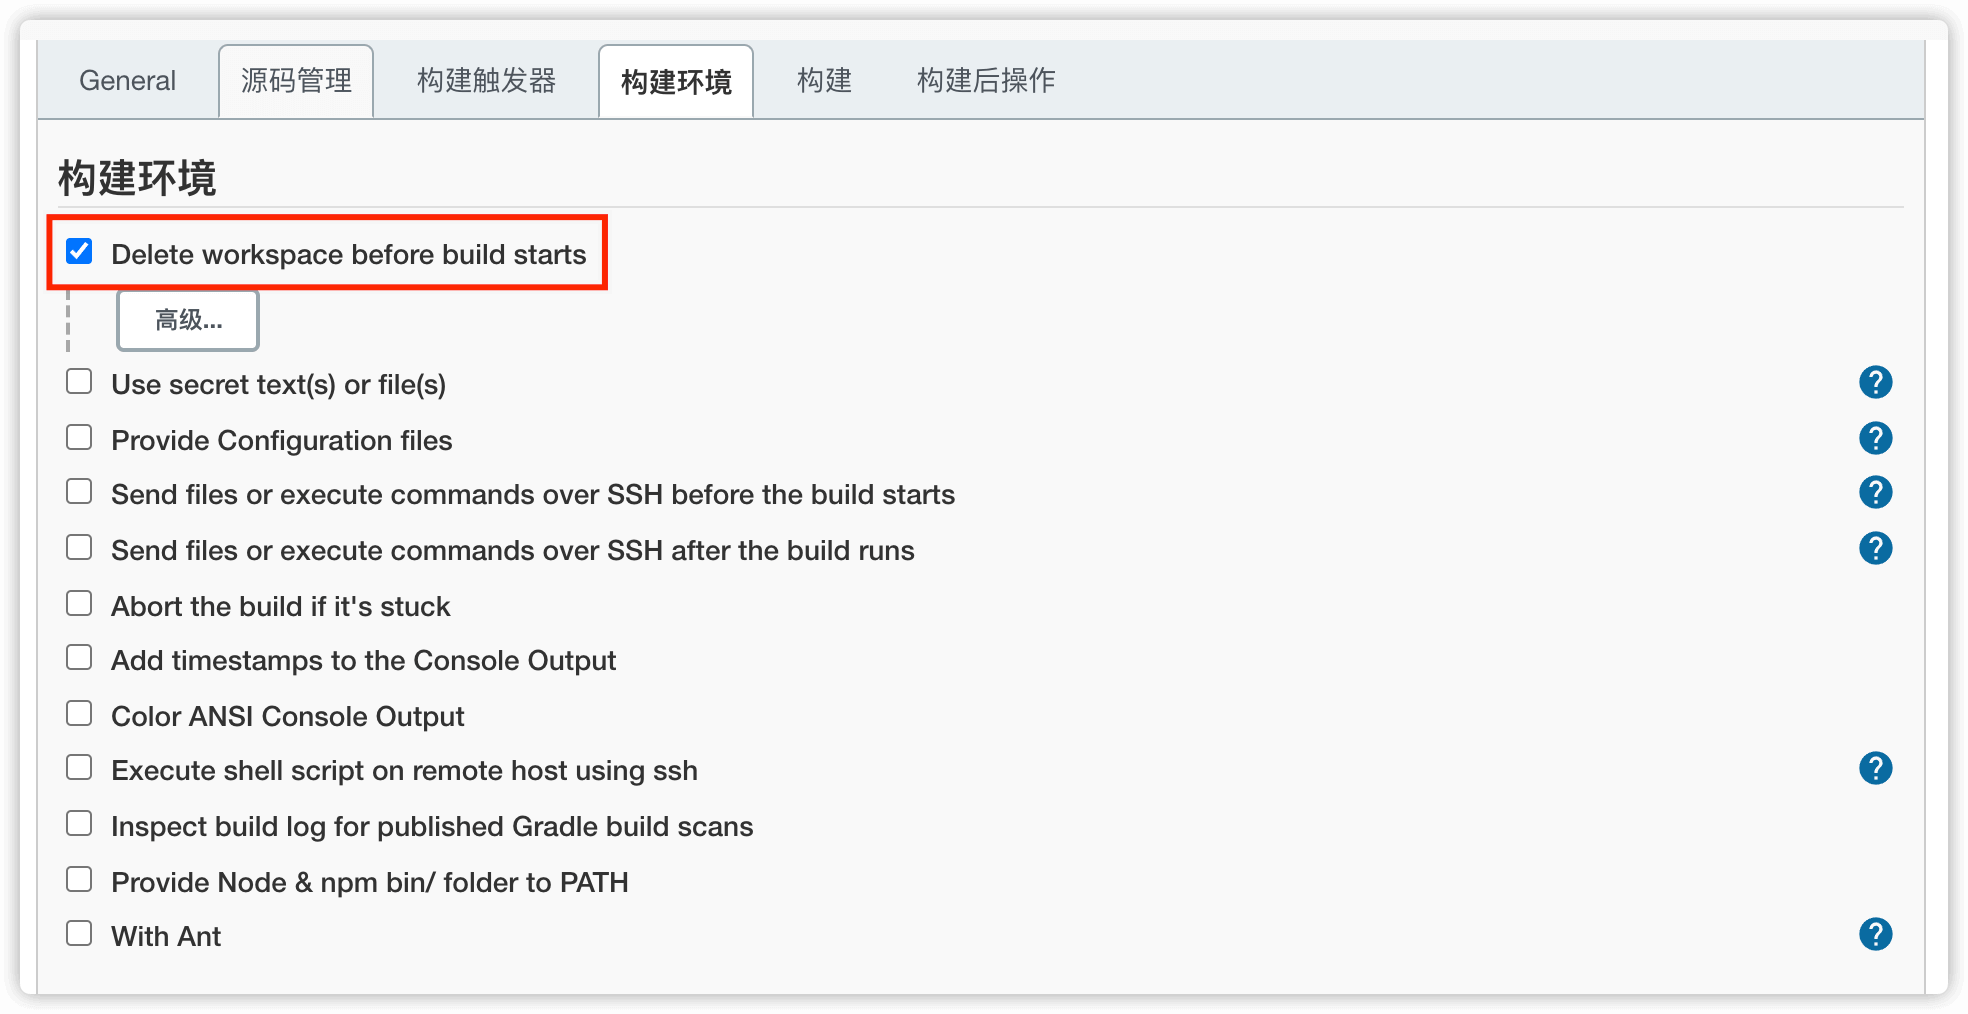 General 源码管理 构建触发器 构建环境 构建 构建后操作
构建环境
Delete workspace before build starts
高级...
Use secret text(s) or file(s)
Provide Configuration files
Send files or execute commands over SSH before the build starts
Send files or execute commands over SSH after the build runs
Abort the build if it's stuck
Add timestamps to the Console Output
Color ANSI Console Output
Execute shell script on remote host using ssh
Inspect build log for published Gradle build scans
Provide Node & npm bin/ folder to PATH
With Ant